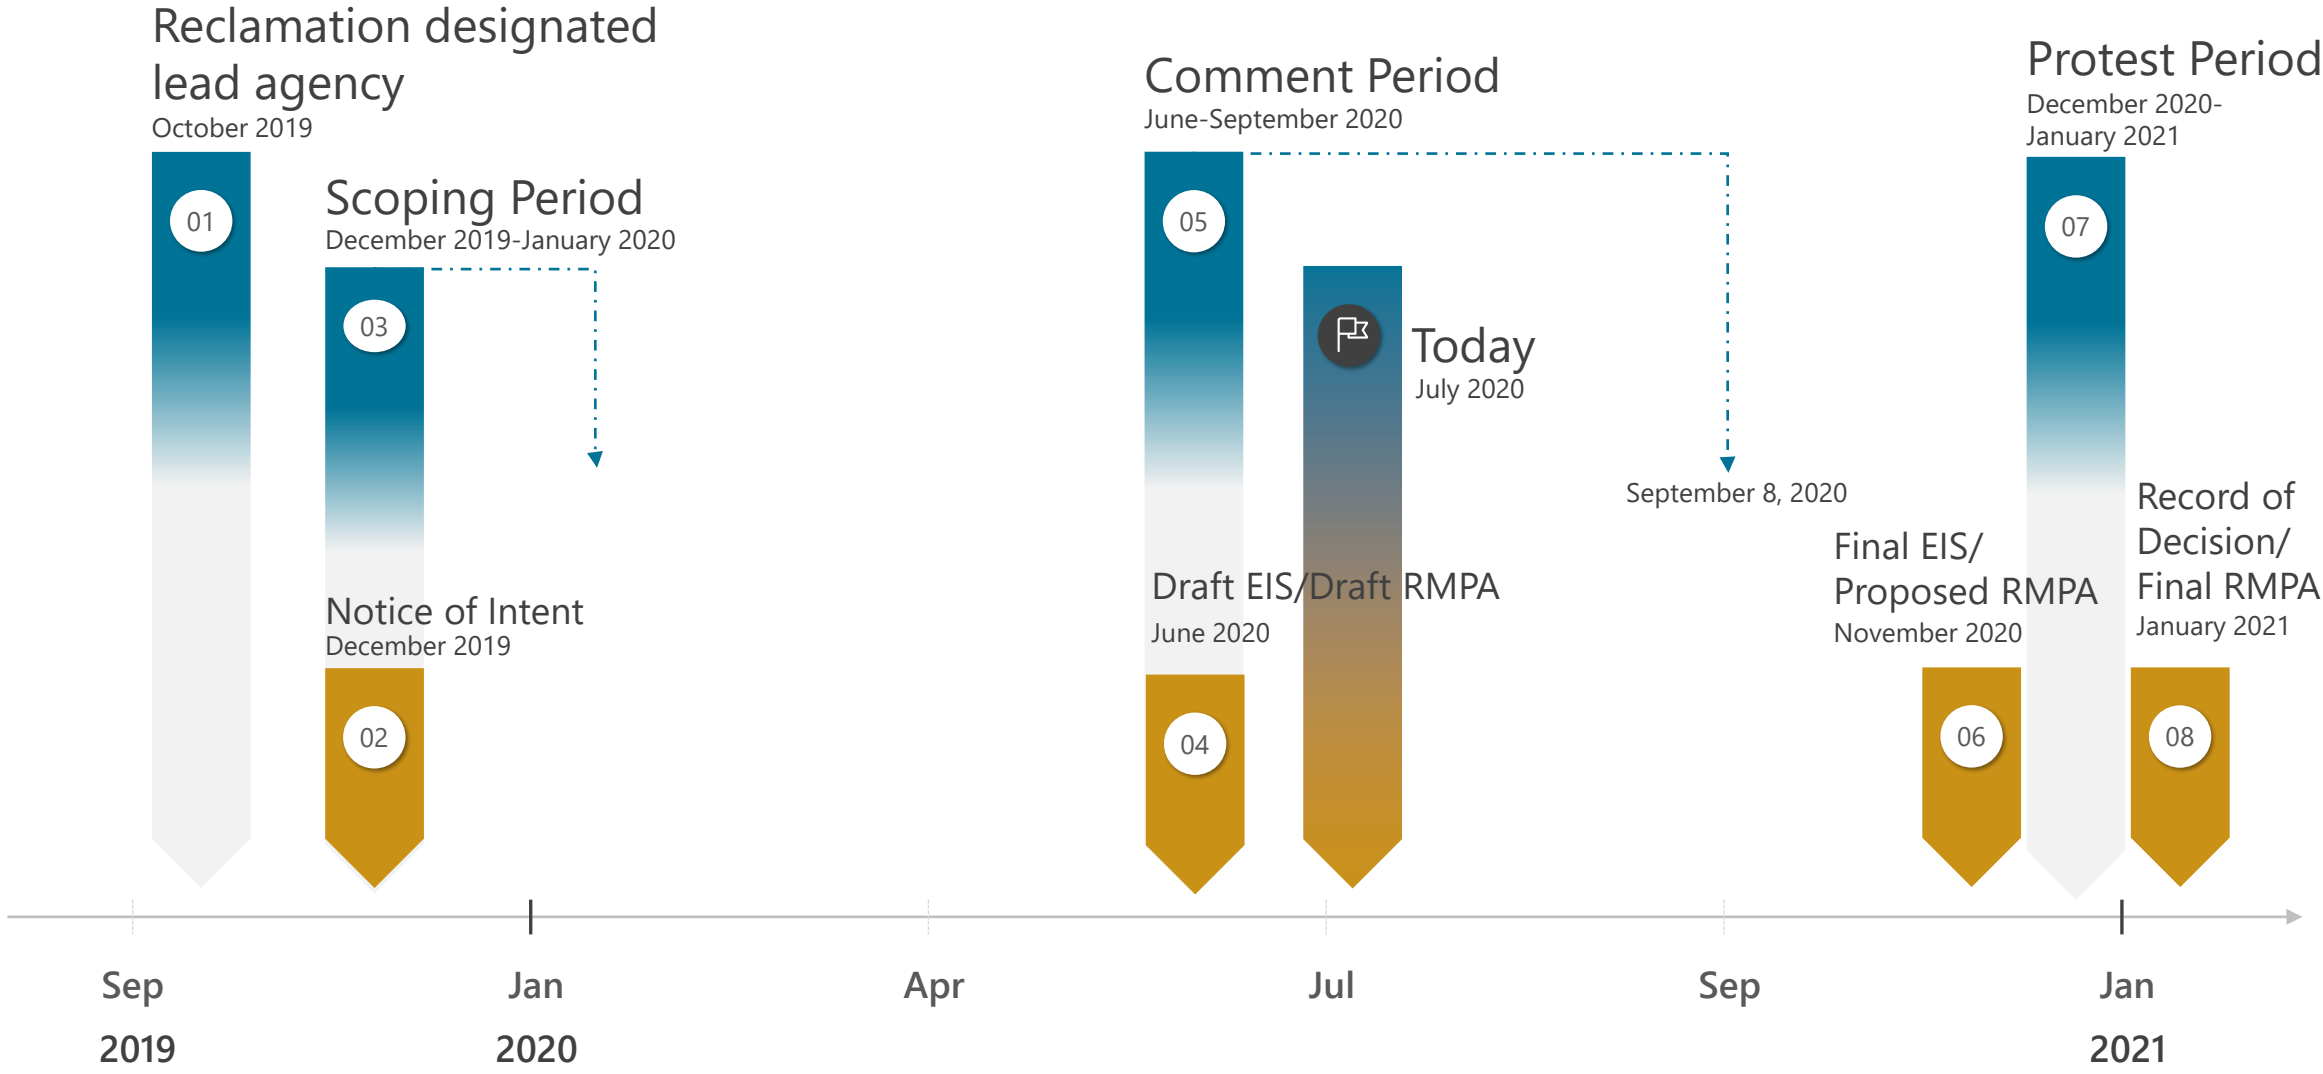 Reclamation designated
lead agency
October 2019
01
Scoping Period
December 2019-January 2020
03
Notice of Intent
December 2019
02
Comment Period
June-September 2020
05
Today
July 2020
September 8, 2020
Draft EIS/Draft RMPA
June 2020
04
Protest Period
December 2020-
January 2021
07
Final EIS/
Proposed RMPA
November 2020
06
Record of
Decision/
Final RMPA
January 2021
08
Sep
2019
Jan
2020
Apr
Jul
Sep
Jan
2021